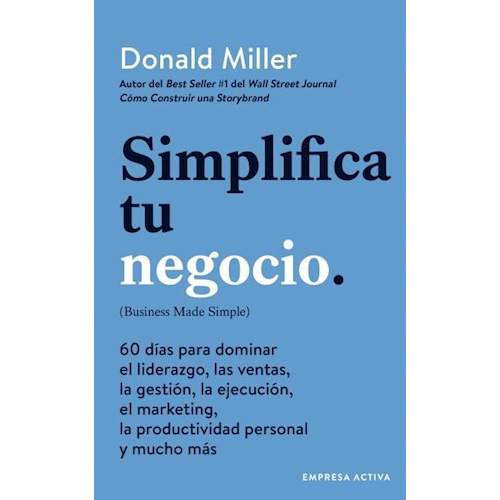 Donald Miller
Autor del Best Seller #1 del Wall Street Journal
Cómo Construir una Storybrand
Simplifica
tu
negocio.
(Business Made Simple)
60 días para dominar
el liderazgo, las ventas,
la gestión, la ejecución,
el marketing,
la productividad personal
y mucho más
EMPRESA ACTIVA